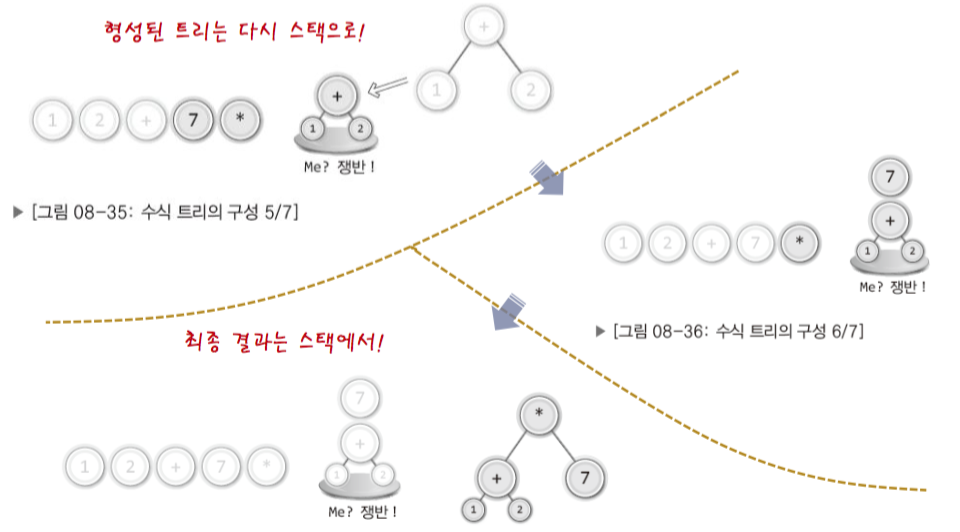 형성된 트리는 다시 스택으로!
+
1 2
1 2 + 7 *
+
1 2
Me? 쟁반!
▶ [그림 08-35: 수식 트리의 구성 5/7]
7
1 2 + 7 *
+
1 2
Me? 쟁반!
▶ [그림 08-36: 수식 트리의 구성 6/7]
최종 결과는 스택에서!
7
1 2 + 7 *
+
1 2
Me? 쟁반!
*
+ 7
1 2